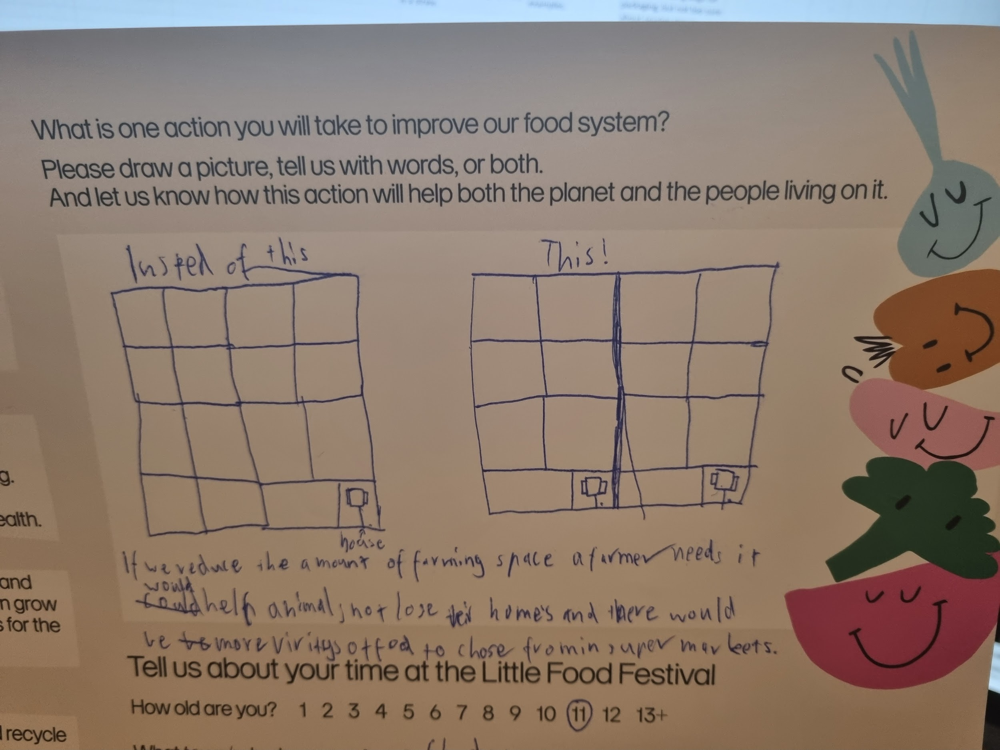 What is one action you will take to improve our food system?
Please draw a picture, tell us with words, or both.
And let us know how this action will help both the planet and the people living on it.
Insted of this
This!
house
If we reduce the amount of farming space a farmer needs it
would
could help animals not lose their home's and there would
be to more viritys of food to chose from in super markeets.
Tell us about your time at the Little Food Festival
How old are you? 1 2 3 4 5 6 7 8 9 10 11 12 13+
g.
ealth.
and
n grow
s for the
recycle